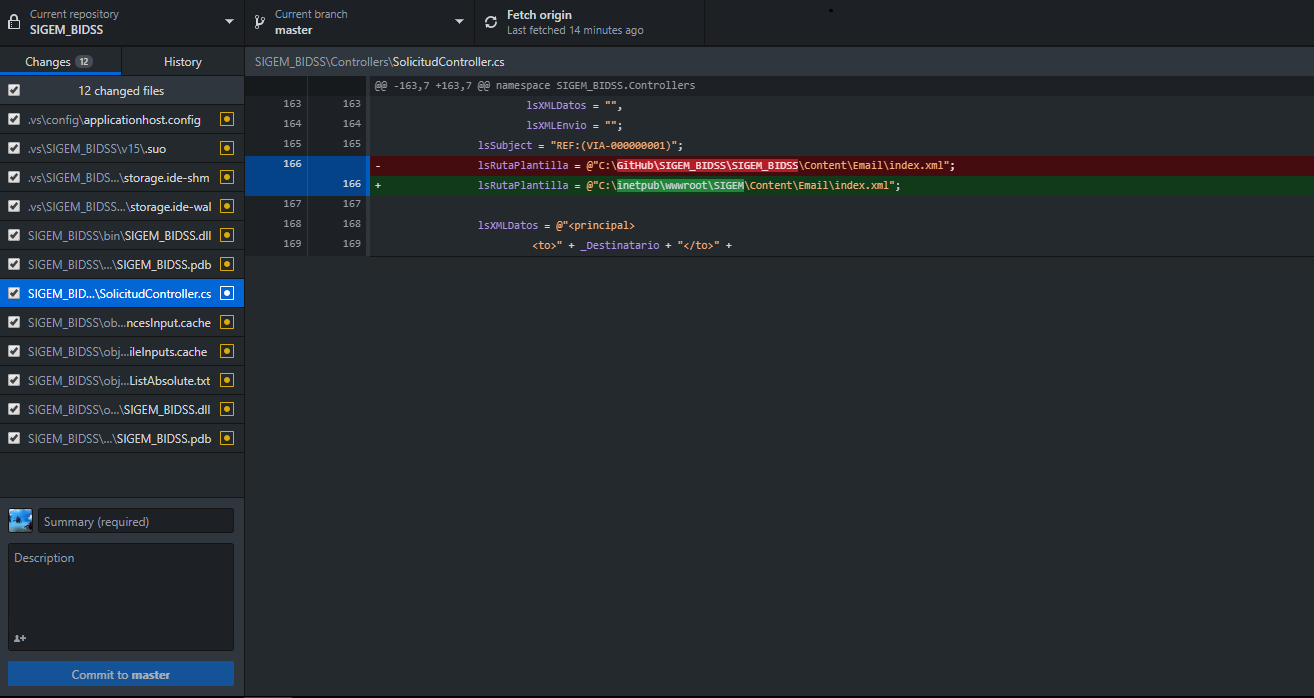 Current repository
SIGEM_BIDSS
Current branch
master
Fetch origin
Last fetched 14 minutes ago
Changes 12
History
SIGEM_BIDSS\Controllers\SolicitudController.cs
12 changed files
.vs\config\applicationhost.config
.vs\SIGEM_BIDSS\v15\.suo
.vs\SIGEM_BIDS...\storage.ide-shm
.vs\SIGEM_BIDSS...\storage.ide-wal
SIGEM_BIDSS\bin\SIGEM_BIDSS.dll
SIGEM_BIDSS\...\SIGEM_BIDSS.pdb
SIGEM_BID...\SolicitudController.cs
SIGEM_BIDSS\ob...ncesInput.cache
SIGEM_BIDSS\obj...ileInputs.cache
SIGEM_BIDSS\obj...ListAbsolute.txt
SIGEM_BIDSS\o...\SIGEM_BIDSS.dll
SIGEM_BIDSS\...\SIGEM_BIDSS.pdb
@@ -163,7 +163,7 @@ namespace SIGEM_BIDSS.Controllers
163 163 lsXMLDatos = "",
164 164 lsXMLEnvio = "";
165 165 lsSubject = "REF:(VIA-000000001)";
166 - lsRutaPlantilla = @"C:\GitHub\SIGEM_BIDSS\SIGEM_BIDSS\Content\Email\index.xml";
166 + lsRutaPlantilla = @"C:\inetpub\wwwroot\SIGEM\Content\Email\index.xml";
167 167
168 168 lsXMLDatos = @"<principal>
169 169 <to>" + _Destinatario + "</to>" +
Summary (required)
Description
Commit to master